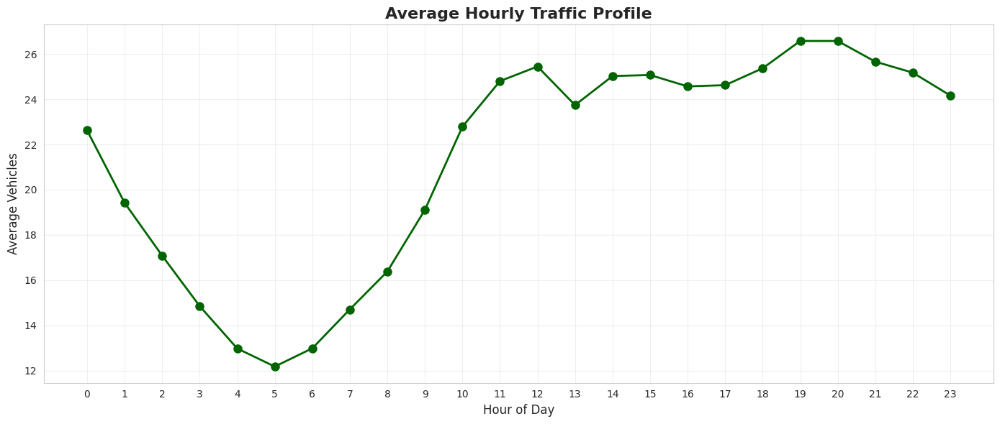 Average Hourly Traffic Profile
Average Vehicles
26
24
22
20
18
16
14
12
0 1 2 3 4 5 6 7 8 9 10 11 12 13 14 15 16 17 18 19 20 21 22 23
Hour of Day